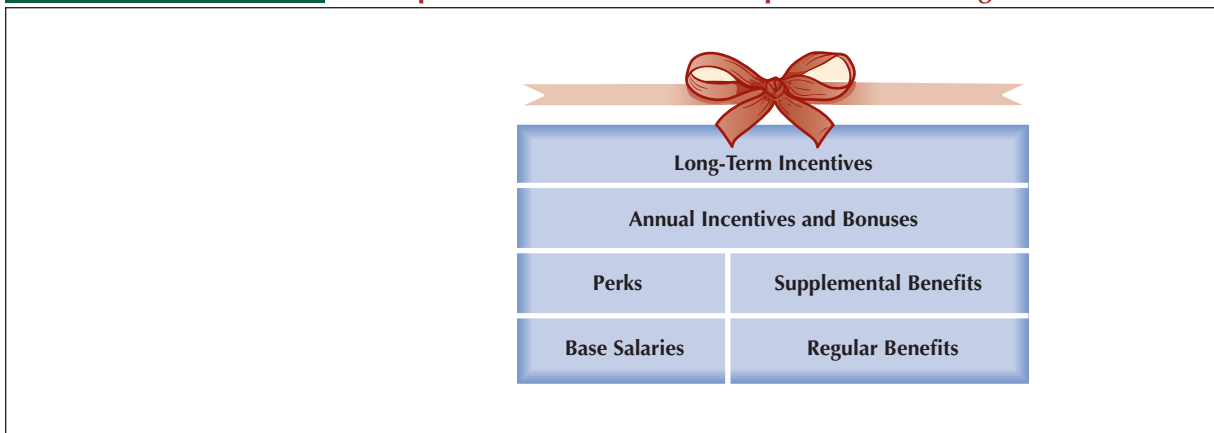 Long-Term Incentives
Annual Incentives and Bonuses
Perks Supplemental Benefits
Base Salaries Regular Benefits